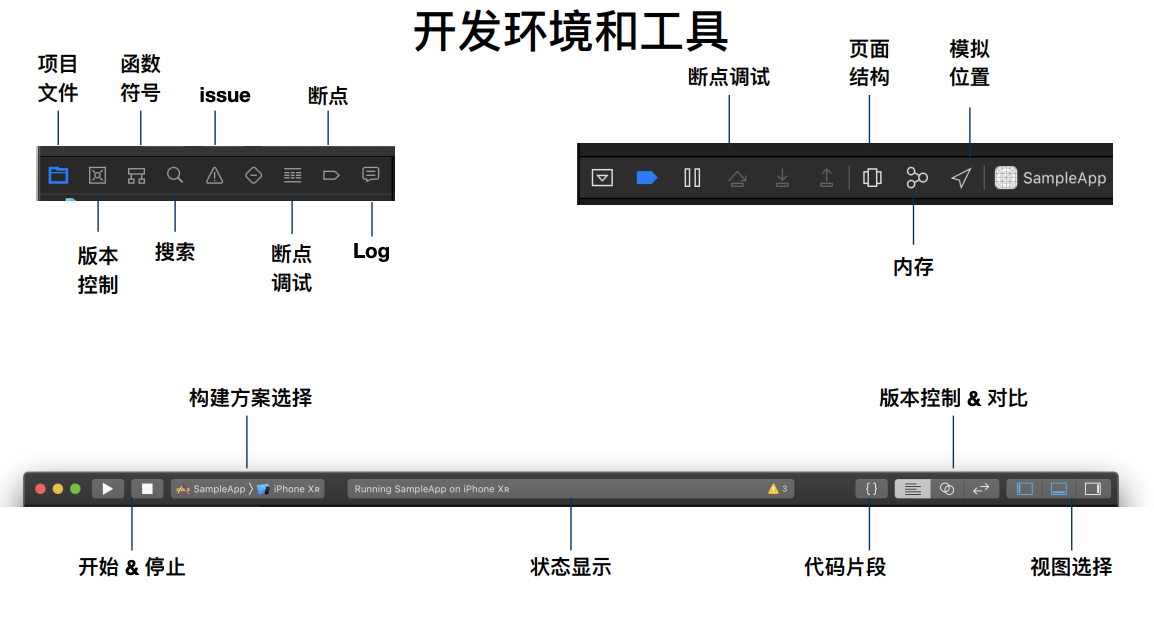 开发环境和工具
项目
文件
函数
符号
issue
断点
版本
控制
搜索
断点
调试
Log
断点调试
页面
结构
模拟
位置
SampleApp
内存
构建方案选择
版本控制 & 对比
SampleApp
iPhone XR
Running SampleApp on iPhone XR
3
{ }
开始 & 停止
状态显示
代码片段
视图选择